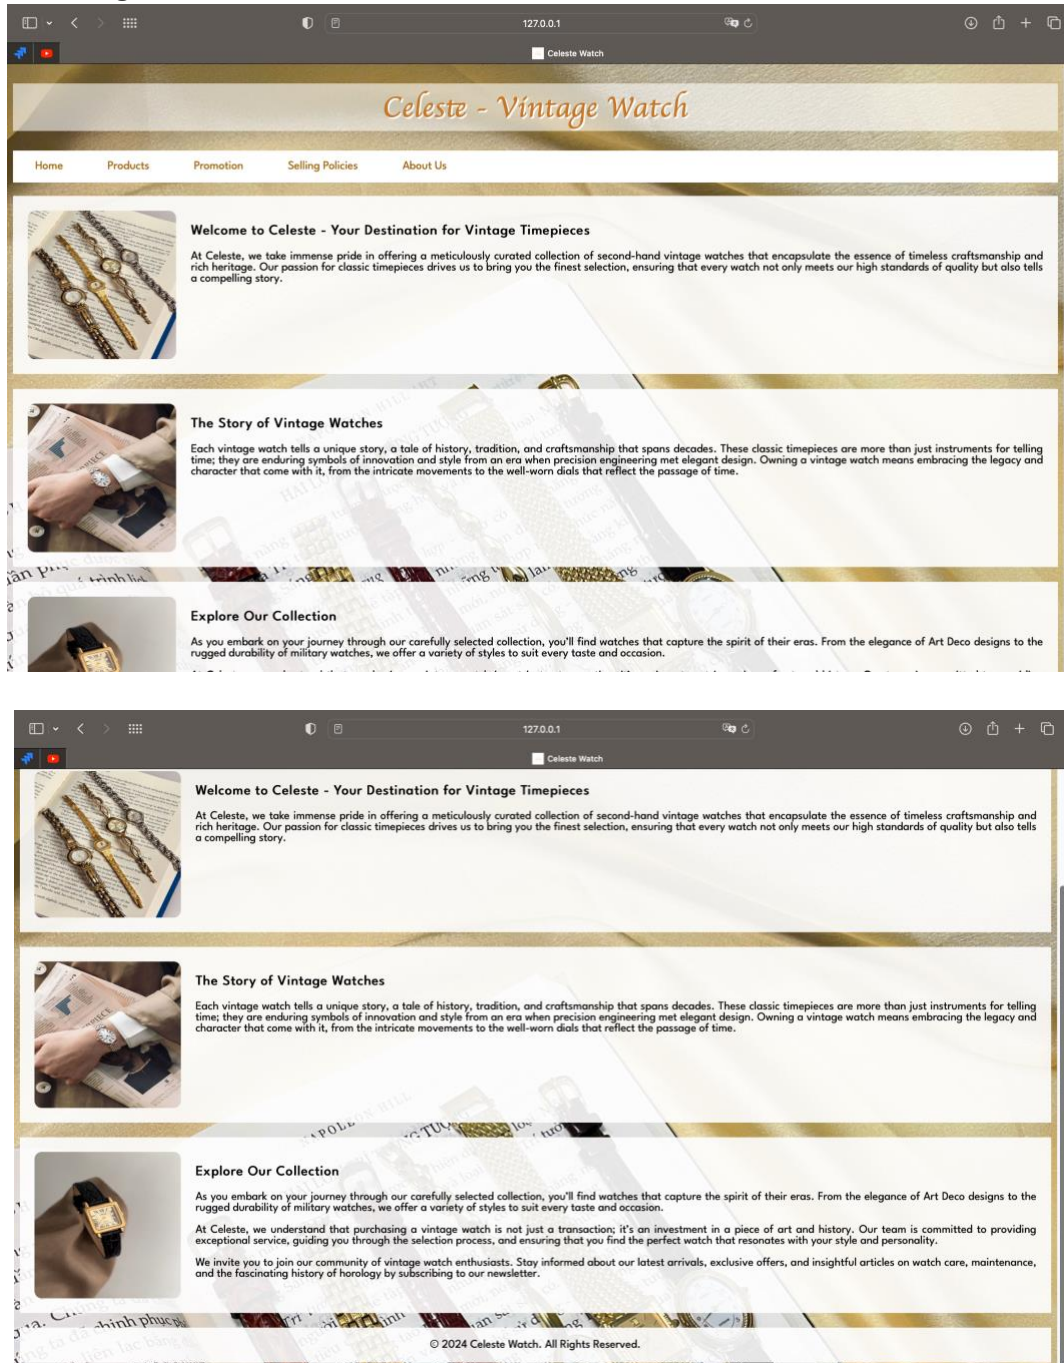 127.0.0.1
Celeste Watch
Celeste - Vintage Watch
Home Products Promotion Selling Policies About Us
Welcome to Celeste - Your Destination for Vintage Timepieces
At Celeste, we take immense pride in offering a meticulously curated collection of second-hand vintage watches that encapsulate the essence of timeless craftsmanship and
rich heritage. Our passion for classic timepieces drives us to bring you the finest selection, ensuring that every watch not only meets our high standards of quality but also tells
a compelling story.
The Story of Vintage Watches
Each vintage watch tells a unique story, a tale of history, tradition, and craftsmanship that spans decades. These classic timepieces are more than just instruments for telling
time; they are enduring symbols of innovation and style from an era when precision engineering met elegant design. Owning a vintage watch means embracing the legacy and
character that come with it, from the intricate movements to the well-worn dials that reflect the passage of time.
Explore Our Collection
As you embark on your journey through our carefully selected collection, you'll find watches that capture the spirit of their eras. From the elegance of Art Deco designs to the
rugged durability of military watches, we offer a variety of styles to suit every taste and occasion.
127.0.0.1
Celeste Watch
Welcome to Celeste - Your Destination for Vintage Timepieces
At Celeste, we take immense pride in offering a meticulously curated collection of second-hand vintage watches that encapsulate the essence of timeless craftsmanship and
rich heritage. Our passion for classic timepieces drives us to bring you the finest selection, ensuring that every watch not only meets our high standards of quality but also tells
a compelling story.
The Story of Vintage Watches
Each vintage watch tells a unique story, a tale of history, tradition, and craftsmanship that spans decades. These classic timepieces are more than just instruments for telling
time; they are enduring symbols of innovation and style from an era when precision engineering met elegant design. Owning a vintage watch means embracing the legacy and
character that come with it, from the intricate movements to the well-worn dials that reflect the passage of time.
NAPOLEON HILL
Explore Our Collection
As you embark on your journey through our carefully selected collection, you'll find watches that capture the spirit of their eras. From the elegance of Art Deco designs to the
rugged durability of military watches, we offer a variety of styles to suit every taste and occasion.
At Celeste, we understand that purchasing a vintage watch is not just a transaction; it's an investment in a piece of art and history. Our team is committed to providing
exceptional service, guiding you through the selection process, and ensuring that you find the perfect watch that resonates with your style and personality.
We invite you to join our community of vintage watch enthusiasts. Stay informed about our latest arrivals, exclusive offers, and insightful articles on watch care, maintenance,
and the fascinating history of horology by subscribing to our newsletter.
chinh phục
© 2024 Celeste Watch. All Rights Reserved.